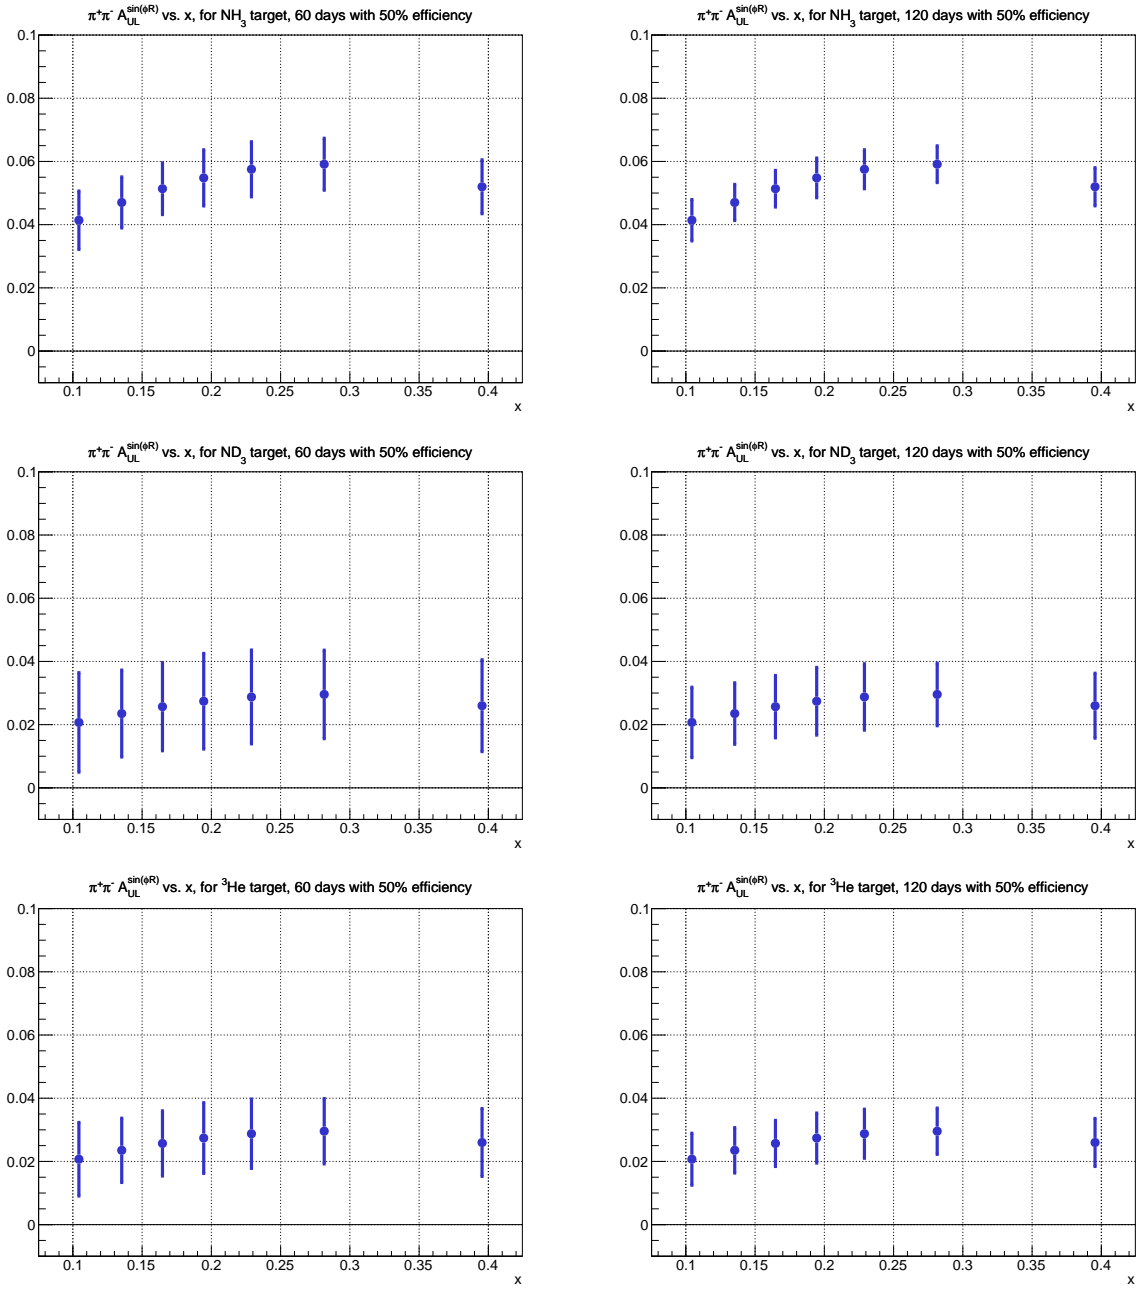 π⁺π⁻ A_UL^sin(ϕR) vs. x, for NH₃ target, 60 days with 50% efficiency
0.1
0.08
0.06
0.04
0.02
0
0.1 0.15 0.2 0.25 0.3 0.35 0.4
x
π⁺π⁻ A_UL^sin(ϕR) vs. x, for NH₃ target, 120 days with 50% efficiency
0.1
0.08
0.06
0.04
0.02
0
0.1 0.15 0.2 0.25 0.3 0.35 0.4
x
π⁺π⁻ A_UL^sin(ϕR) vs. x, for ND₃ target, 60 days with 50% efficiency
0.1
0.08
0.06
0.04
0.02
0
0.1 0.15 0.2 0.25 0.3 0.35 0.4
x
π⁺π⁻ A_UL^sin(ϕR) vs. x, for ND₃ target, 120 days with 50% efficiency
0.1
0.08
0.06
0.04
0.02
0
0.1 0.15 0.2 0.25 0.3 0.35 0.4
x
π⁺π⁻ A_UL^sin(ϕR) vs. x, for ³He target, 60 days with 50% efficiency
0.1
0.08
0.06
0.04
0.02
0
0.1 0.15 0.2 0.25 0.3 0.35 0.4
x
π⁺π⁻ A_UL^sin(ϕR) vs. x, for ³He target, 120 days with 50% efficiency
0.1
0.08
0.06
0.04
0.02
0
0.1 0.15 0.2 0.25 0.3 0.35 0.4
x